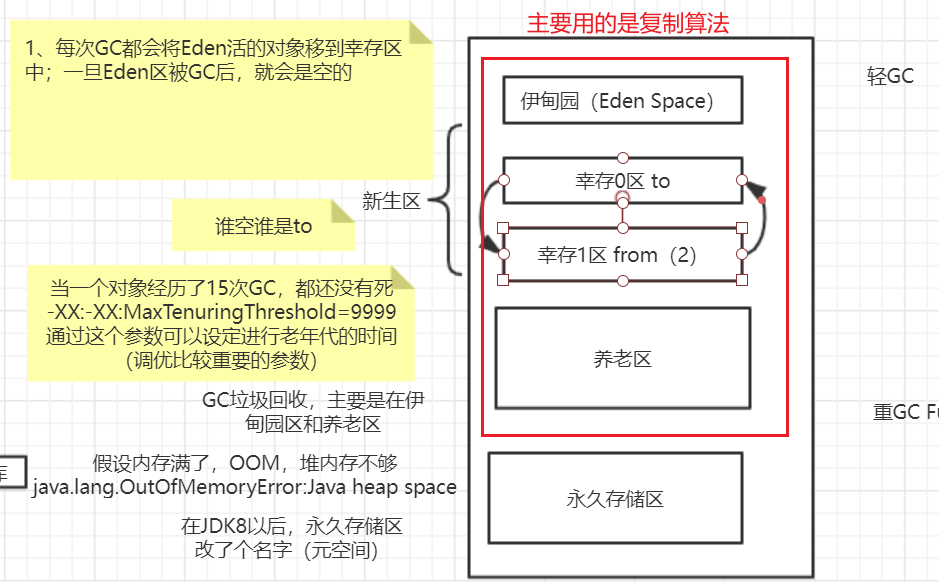 主要用的是复制算法
1、每次GC都会将Eden活的对象移到幸存区
中；一旦Eden区被GC后，就会是空的
轻GC
伊甸园（Eden Space）
幸存0区 to
新生区
谁空谁是to
幸存1区 from（2）
当一个对象经历了15次GC，都还没有死
-XX:-XX:MaxTenuringThreshold=9999
通过这个参数可以设定进行老年代的时间
（调优比较重要的参数）
养老区
GC垃圾回收，主要是在伊
甸园区和养老区
重GC
假设内存满了，OOM，堆内存不够
java.lang.OutOfMemoryError:Java heap space
永久存储区
在JDK8以后，永久存储区
改了个名字（元空间）